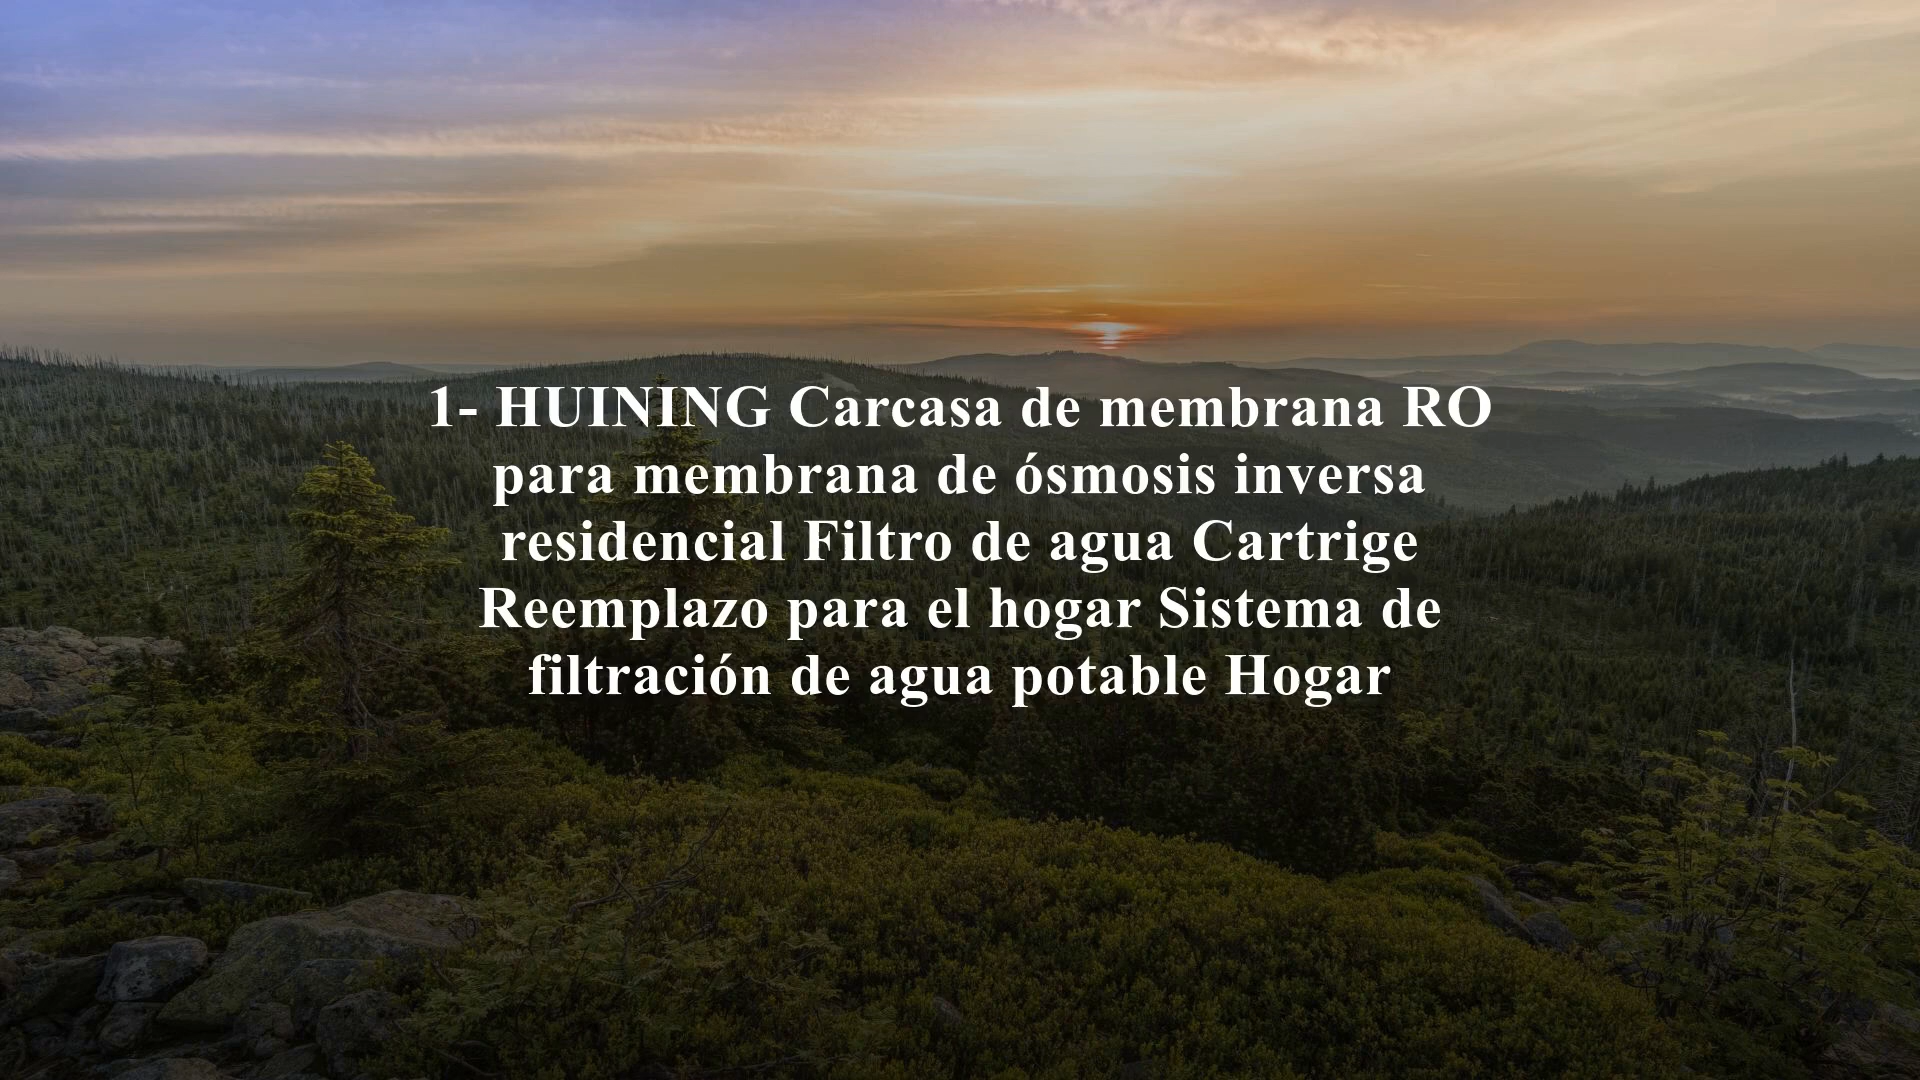 1- HUINING Carcasa de membrana RO
para membrana de ósmosis inversa
residencial Filtro de agua Cartrige
Reemplazo para el hogar Sistema de
filtración de agua potable Hogar